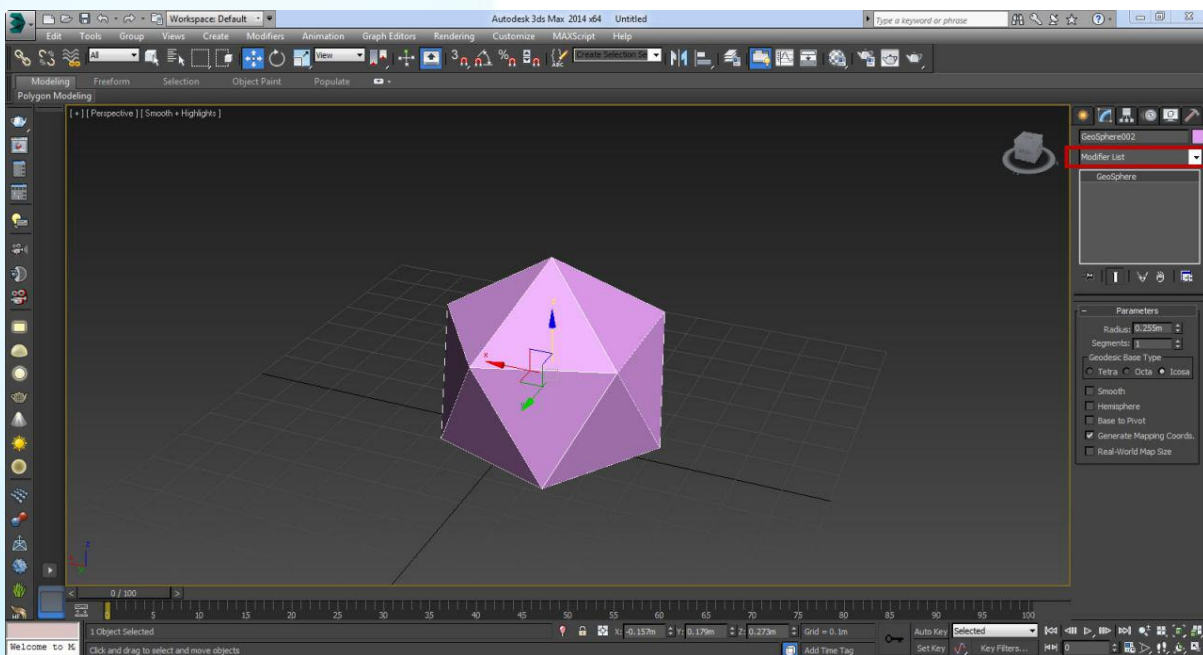 Workspace: Default
Autodesk 3ds Max 2014 x64 Untitled
Type a keyword or phrase
Edit Tools Group Views Create Modifiers Animation Graph Editors Rendering Customize MAXScript Help
All
View
3
Create Selection Se
ABC
Modeling Freeform Selection Object Paint Populate
Polygon Modeling
[ + ] [ Perspective ] [ Smooth + Highlights ]
GeoSphere002
Modifier List
GeoSphere
Parameters
Radius: 0.255m
Segments: 1
Geodesic Base Type
Tetra Octa Icosa
Smooth
Hemisphere
Base to Pivot
Generate Mapping Coords.
Real-World Map Size
x
z
0 / 100
0 5 10 15 20 25 30 35 40 45 50 55 60 65 70 75 80 85 90 95 100
1 Object Selected
X: -0.157m Y: 0.179m Z: 0.273m Grid = 0.1m
Auto Key Selected
Welcome to M
Click and drag to select and move objects
Add Time Tag
Set Key Key Filters... 0